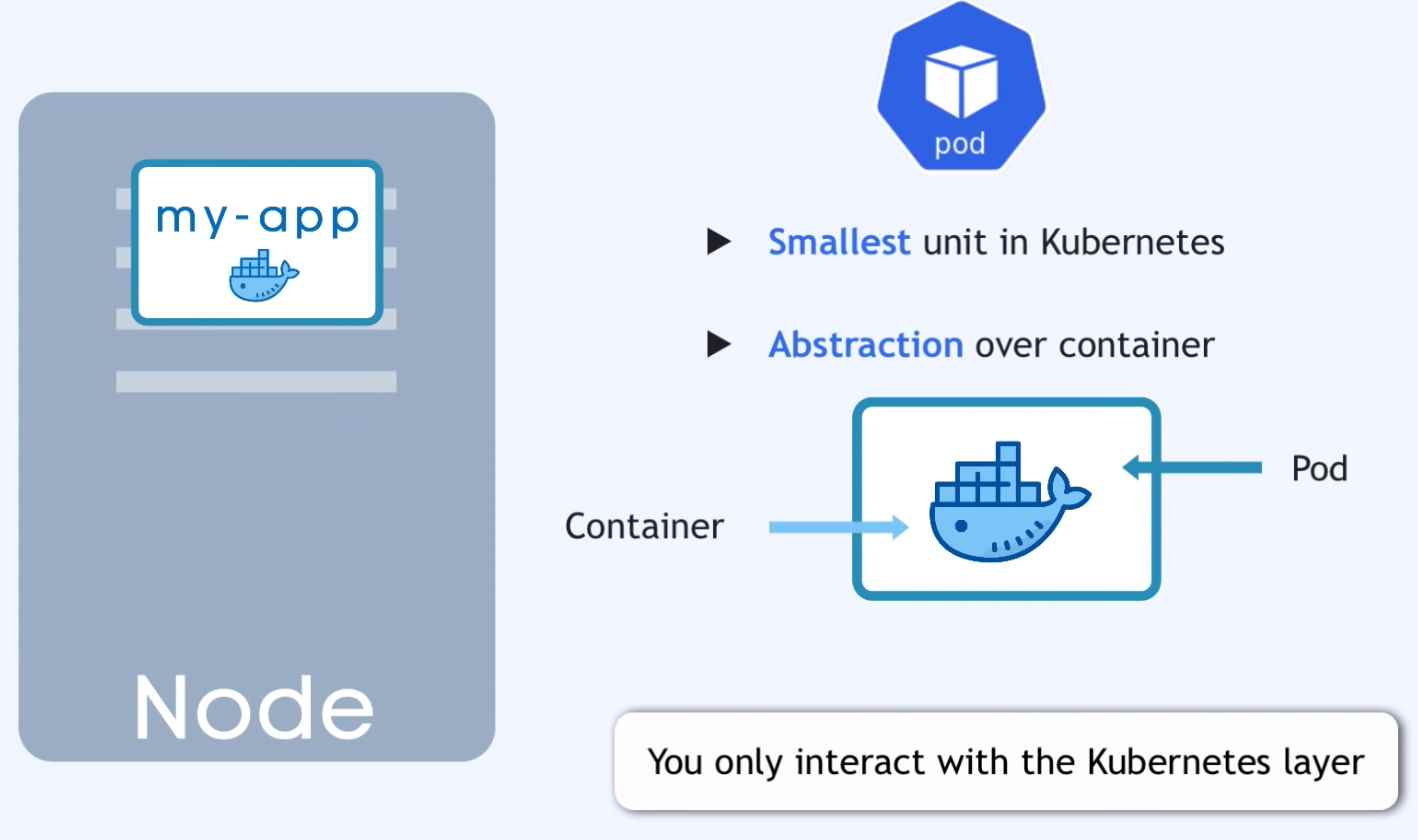 pod
my-app
Smallest unit in Kubernetes
Abstraction over container
Pod
Container
Node
You only interact with the Kubernetes layer